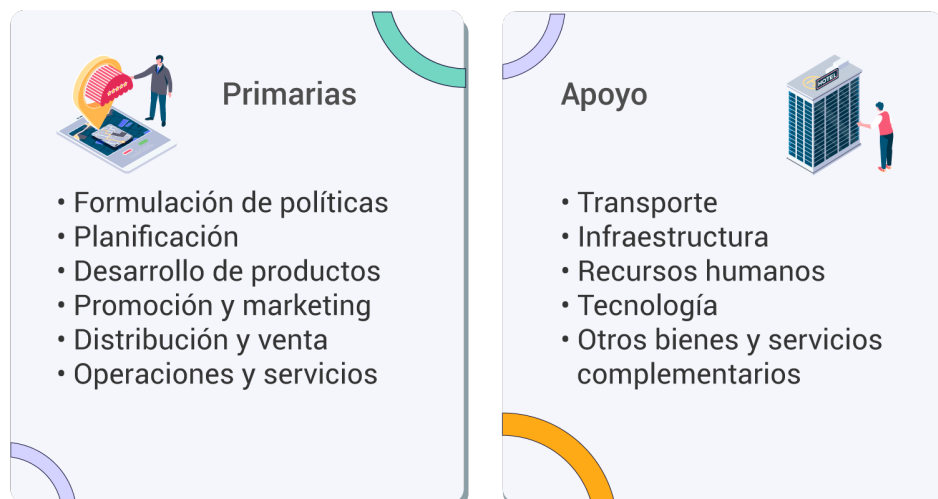 Primarias
• Formulación de políticas
• Planificación
• Desarrollo de productos
• Promoción y marketing
• Distribución y venta
• Operaciones y servicios
Apoyo
HOTEL
• Transporte
• Infraestructura
• Recursos humanos
• Tecnología
• Otros bienes y servicios
complementarios